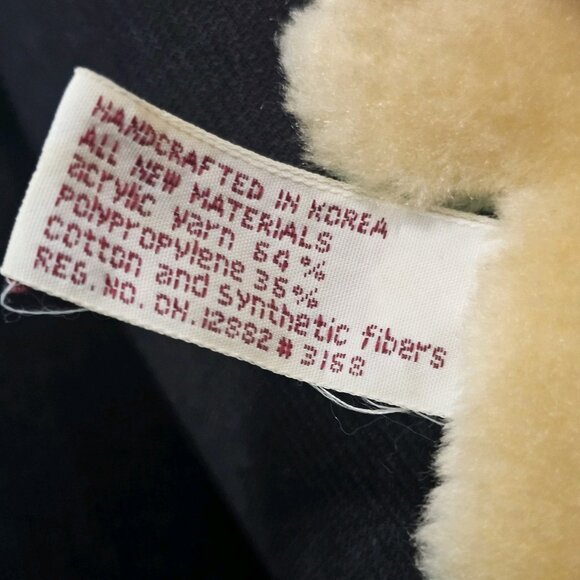 HANDCRAFTED IN KOREA
ALL NEW MATERIALS
acrylic yarn 64%
Polypropylene 36%
cotton and synthetic fibers
REG. NO. OH. 12882 # 3168